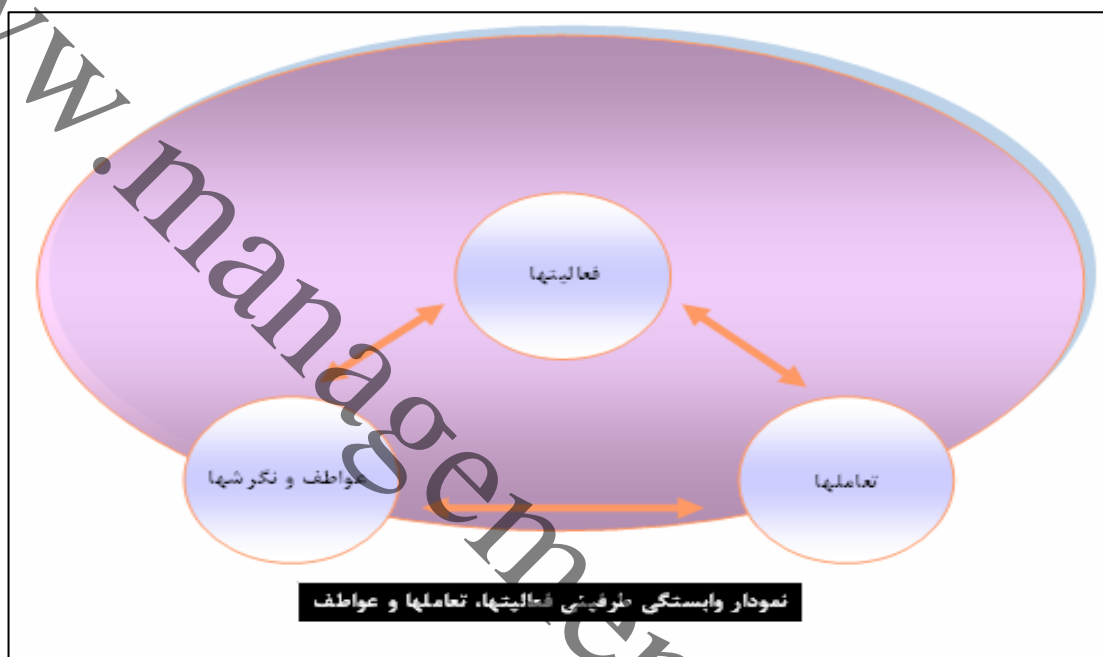 www.managemen
فعالیتها
عواطف و نگرشها
تعاملها
نمودار وابستگی طرفینی فعالیتها، تعاملها و عواطف